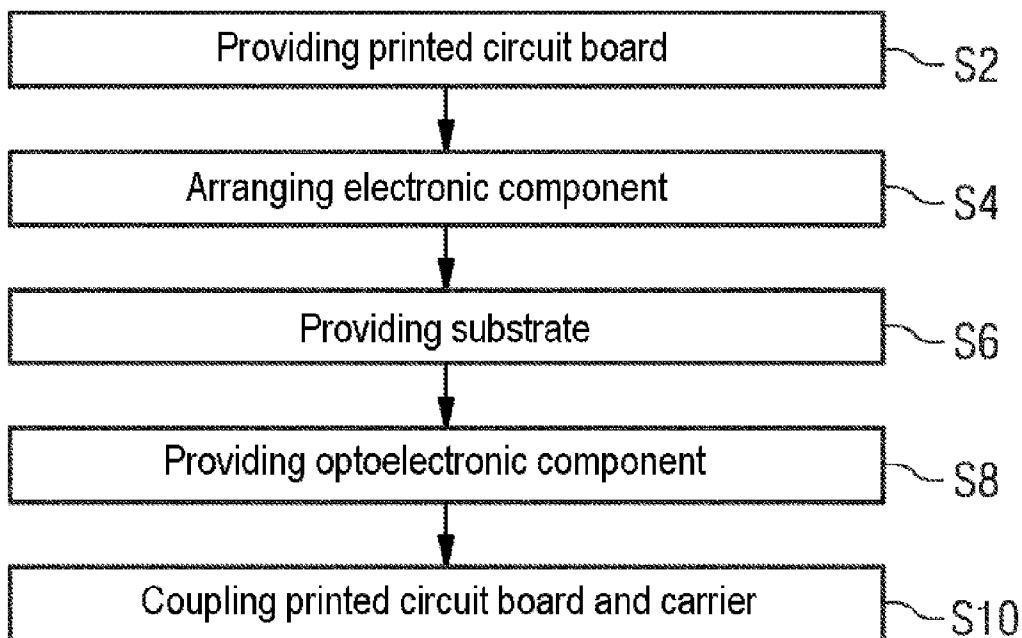 Providing printed circuit board S2
Arranging electronic component S4
Providing substrate S6
Providing optoelectronic component S8
Coupling printed circuit board and carrier S10